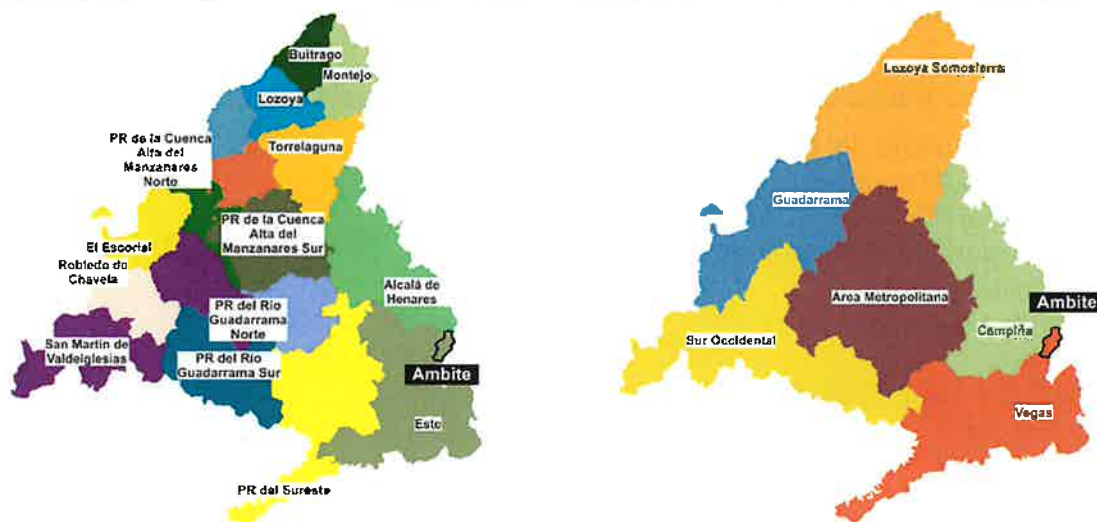 Buitrago
Montejo
Lozoya
PR de la Cuenca
Alta del
Manzanares
Norte
Torrelaguna
PR de la Cuenca
Alta del
Manzanares Sur
El Escorial
Robledo de
Chavela
Alcalá de
Henares
PR del Río
Guadarrama
Norte
San Martín de
Valdeiglesias
PR del Río
Guadarrama Sur
Ambite
Este
PR del Sureste
Lozoya Somosierra
Guadarrama
Area Metropolitana
Ambite
Campiña
Sur Occidental
Vegas